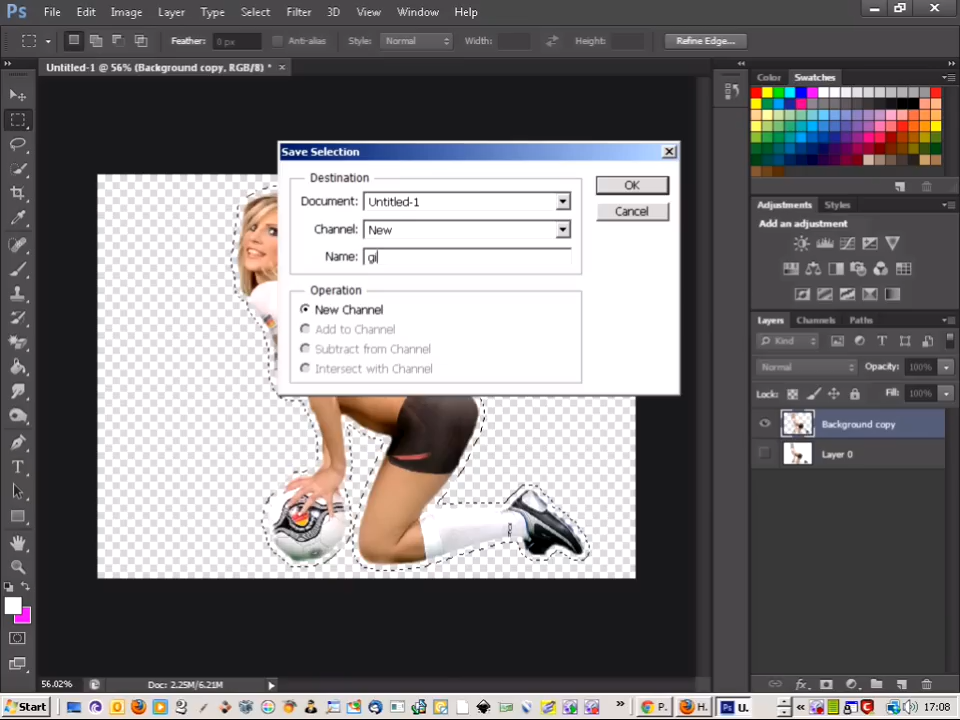 Ps File Edit Image Layer Type Select Filter 3D View Window Help
Feather: 0 px Anti-alias Style: Normal Width: Height: Refine Edge...
Untitled-1 @ 56% (Background copy, RGB/8) *
Color Swatches
Save Selection
Destination
Document: Untitled-1
Channel: New
Name: gi
OK
Cancel
Operation
New Channel
Add to Channel
Subtract from Channel
Intersect with Channel
Adjustments Styles
Add an adjustment
Layers Channels Paths
Kind
Normal Opacity: 100%
Lock: Fill: 100%
Background copy
Layer 0
56.02% Doc: 2.25M/6.21M
Start P. H. U. 17:08